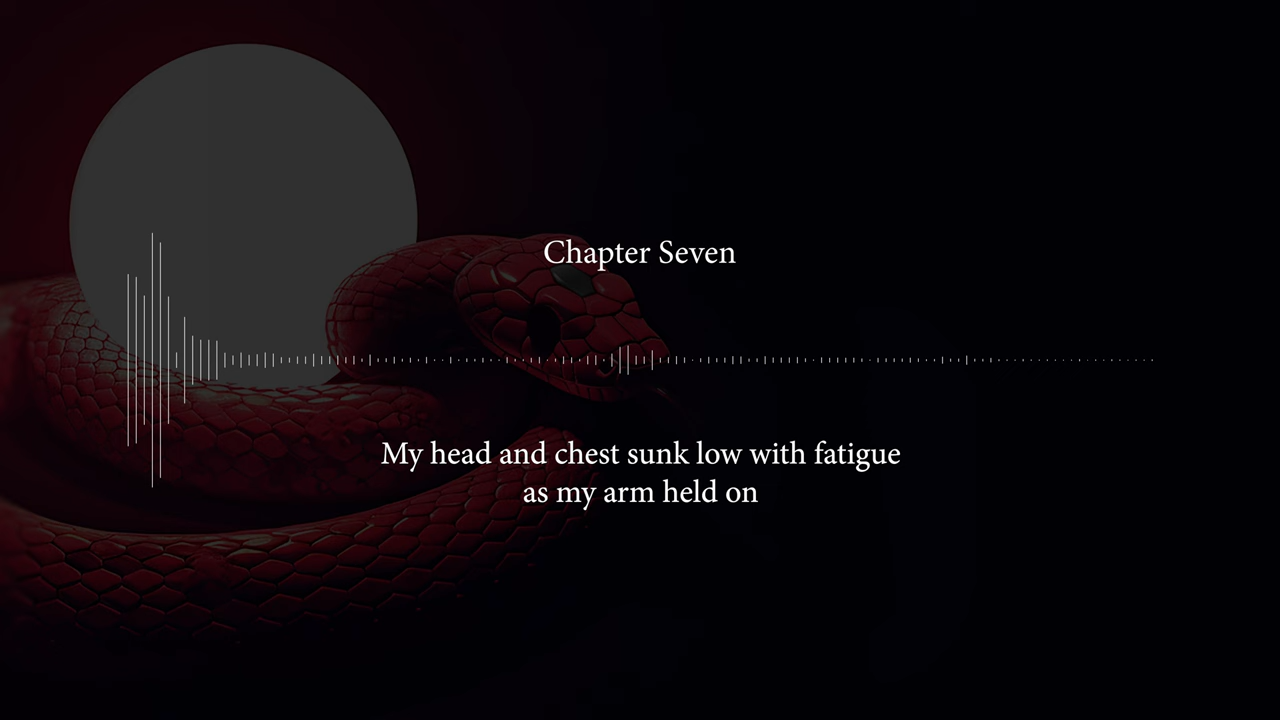 Chapter Seven
My head and chest sunk low with fatigue
as my arm held on